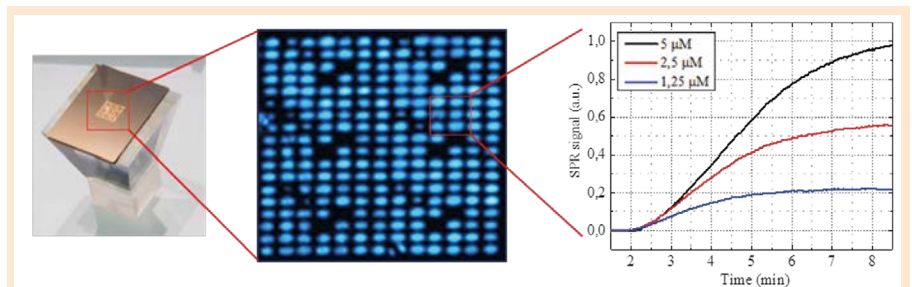 5 μM
2,5 μM
1,25 μM
1,0
0,8
0,6
0,4
0,2
0,0
SPR signal (a.u.)
2 3 4 5 6 7 8
Time (min)